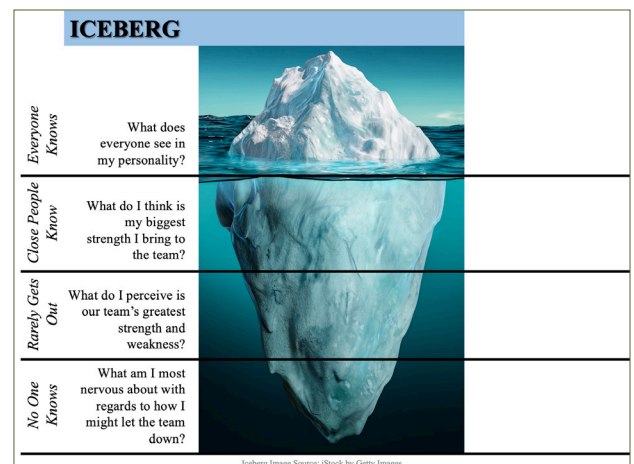 ICEBERG
Everyone
Knows
What does
everyone see in
my personality?
Close People
Know
What do I think is
my biggest
strength I bring to
the team?
Rarely Gets
Out
What do I perceive is
our team’s greatest
strength and
weakness?
No One
Knows
What am I most
nervous about with
regards to how I
might let the team
down?
Iceberg Image Source: iStock by Getty Images